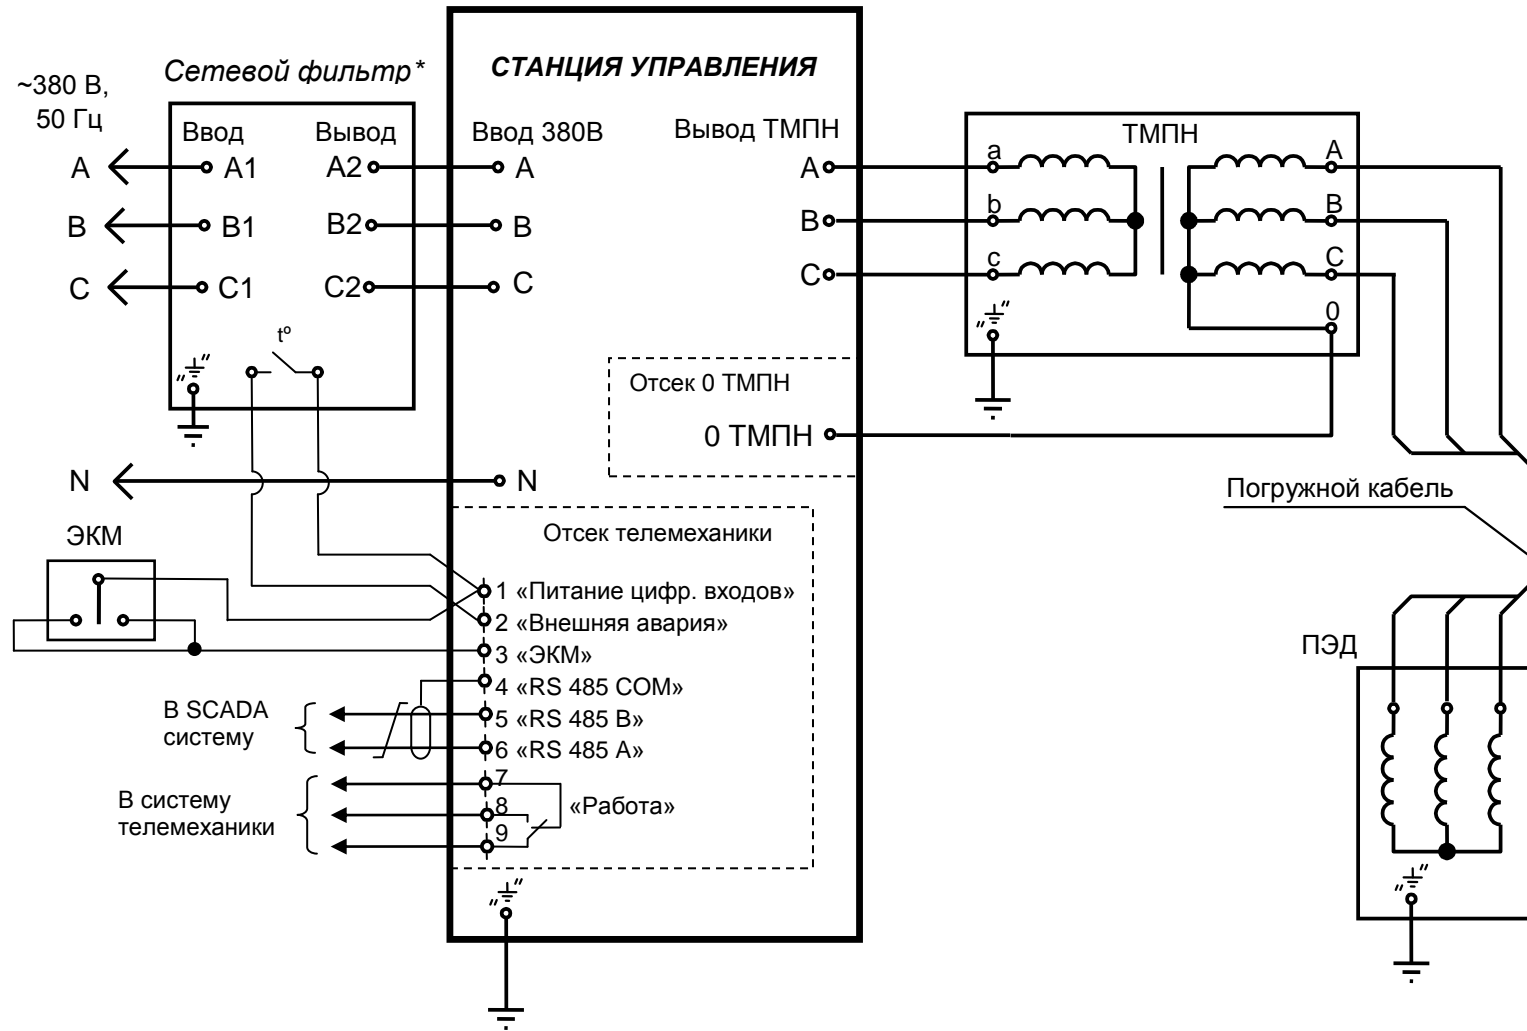 ~380 В,
50 Гц
Сетевой фильтр*
СТАНЦИЯ УПРАВЛЕНИЯ
Ввод
Вывод
Ввод 380В
Вывод ТМПН
ТМПН
A
A1
A2
A
A
a
A
B
B1
B2
B
B
b
B
C
C1
C2
C
C
c
C
0
„⏚”
tº
„⏚”
Отсек 0 ТМПН
0 ТМПН
N
N
Погружной кабель
ЭКМ
Отсек телемеханики
1 «Питание цифр. входов»
2 «Внешняя авария»
3 «ЭКМ»
4 «RS 485 COM»
5 «RS 485 B»
6 «RS 485 A»
7
8
9
«Работа»
В SCADA
систему
В систему
телемеханики
ПЭД
„⏚”
„⏚”